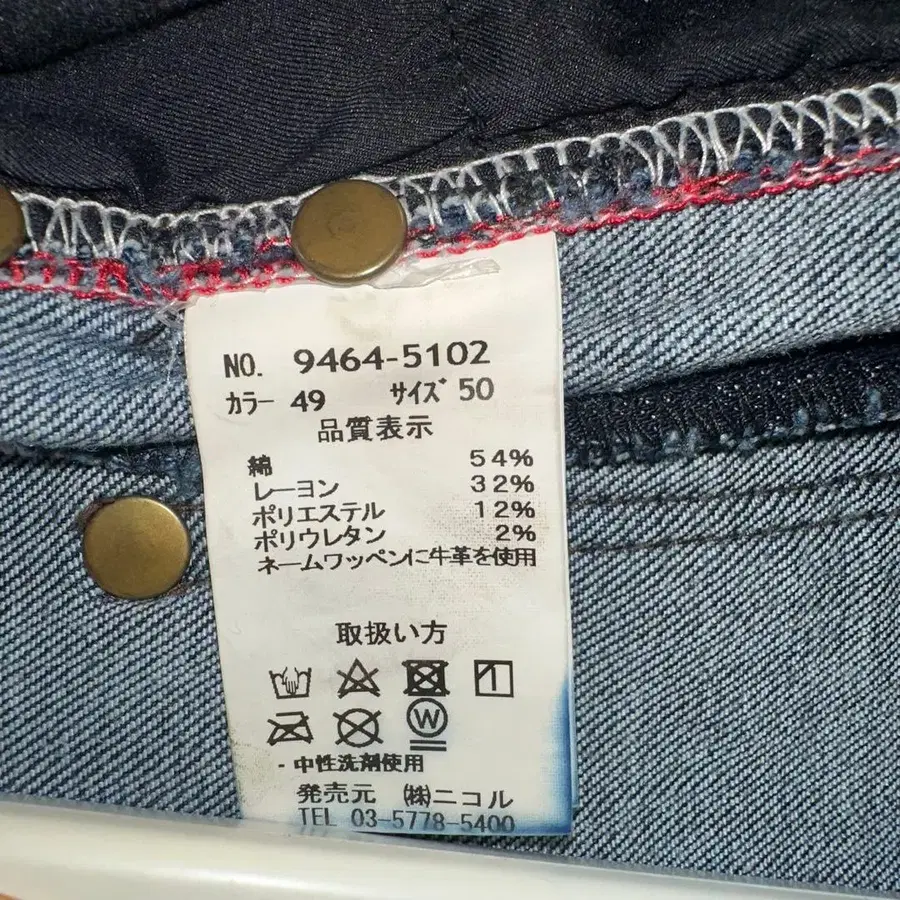 NO. 9464-5102
ｶﾗｰ 49 ｻｲｽﾞ 50
品質表示
綿 54%
レーヨン 32%
ポリエステル 12%
ポリウレタン 2%
ネームワッペンに牛革を使用
取扱い方
W
- 中性洗剤使用
発売元 ㈱ニコル
TEL 03-5778-5400